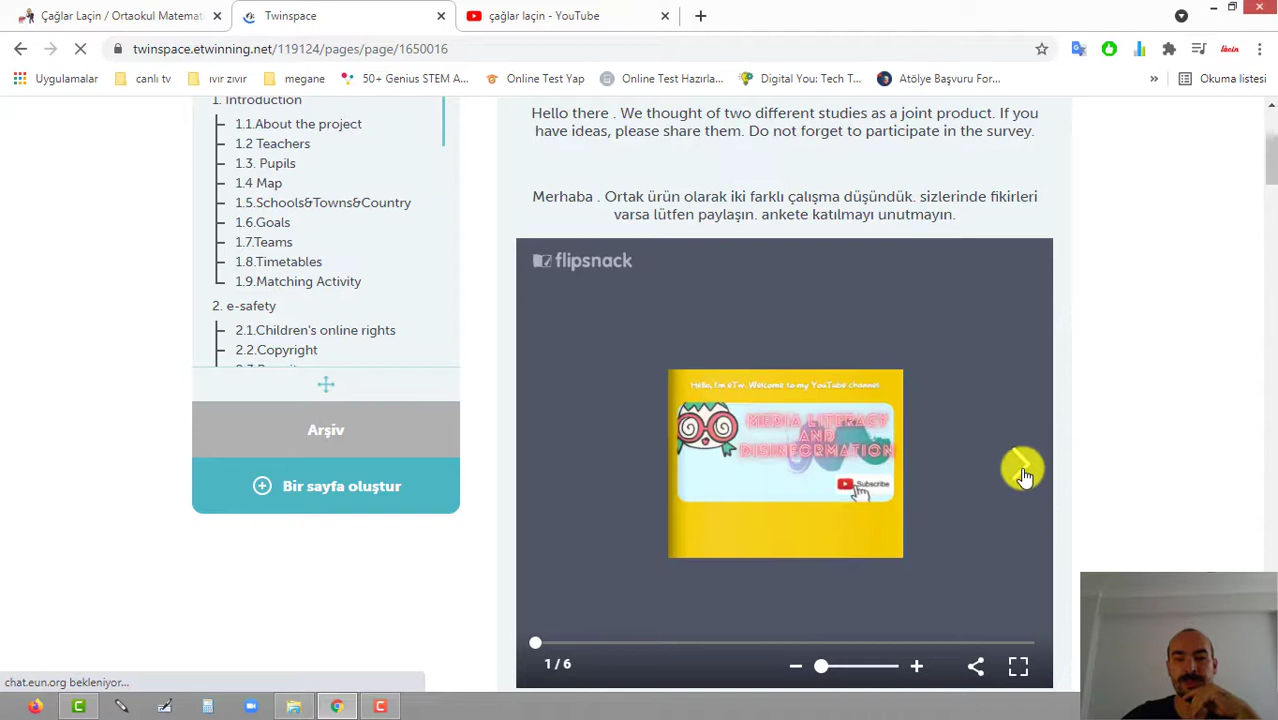 Çağlar Laçin / Ortaokul Matemat
Twinspace
çağlar laçin - YouTube
twinspace.etwinning.net/119124/pages/page/1650016
Uygulamalar
canlı tv
ıvır zıvır
megane
50+ Genius STEM A...
Online Test Yap
Online Test Hazırla...
Digital You: Tech T...
Atölye Başvuru For...
Okuma listesi
1. Introduction
1.1.About the project
1.2 Teachers
1.3. Pupils
1.4 Map
1.5.Schools&Towns&Country
1.6.Goals
1.7.Teams
1.8.Timetables
1.9.Matching Activity
2. e-safety
2.1.Children's online rights
2.2.Copyright
Arşiv
Bir sayfa oluştur
Hello there . We thought of two different studies as a joint product. If you
have ideas, please share them. Do not forget to participate in the survey.
Merhaba . Ortak ürün olarak iki farklı çalışma düşündük. sizlerinde fikirleri
varsa lütfen paylaşın. ankete katılmayı unutmayın.
flipsnack
Hello, I'm eTw. Welcome to my YouTube channel
MEDIA LITERACY
AND
DISINFORMATION
Subscribe
1 / 6
chat.eun.org bekleniyor...